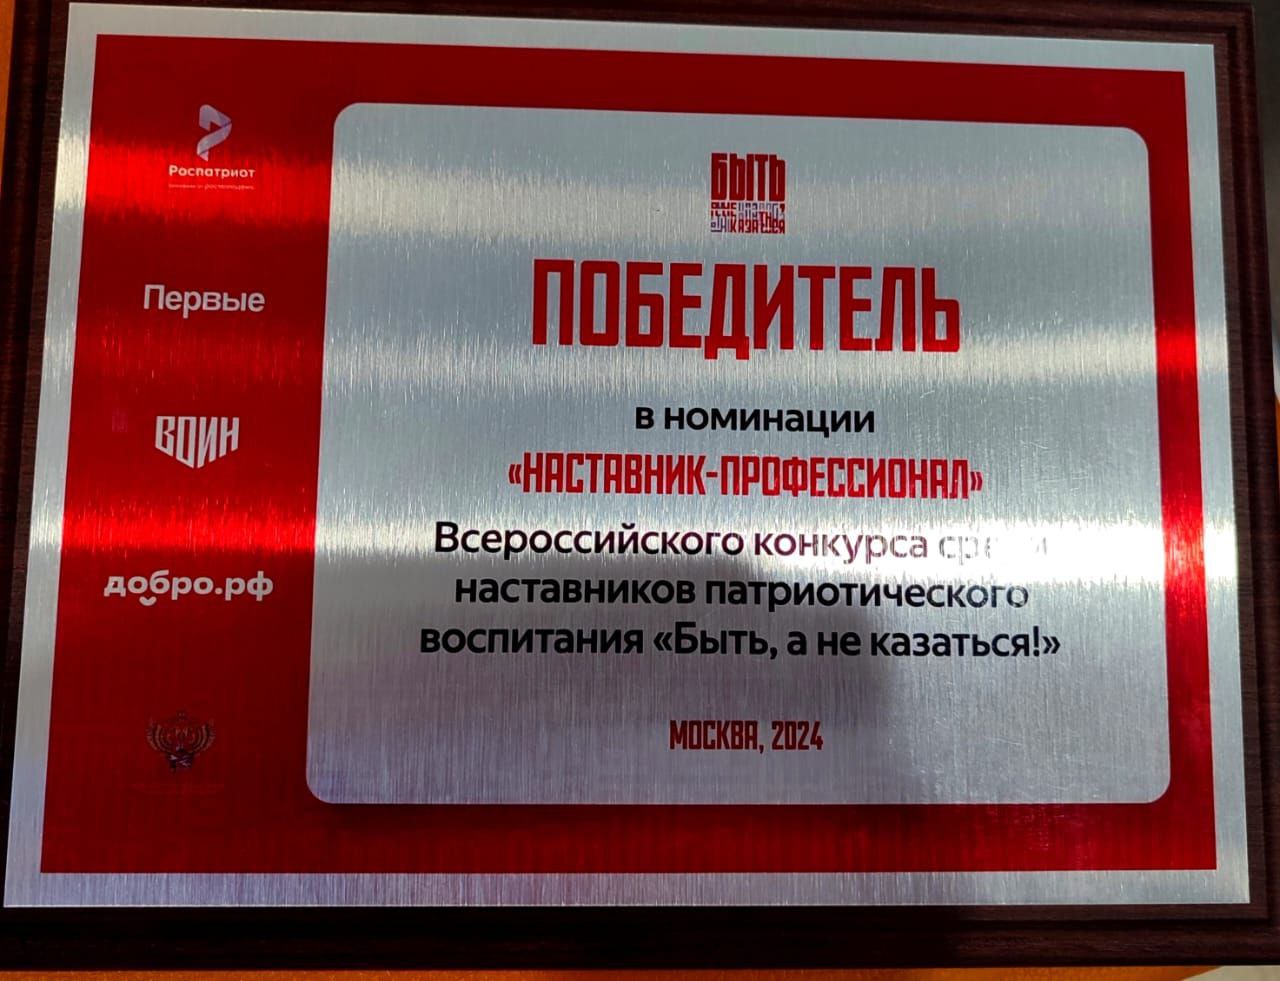 Роспатриот
Первые
ВОИН
добро.рф
БЫТЬ
ПОБЕДИТЕЛЬ
в номинации
«НАСТАВНИК-ПРОФЕССИОНАЛ»
Всероссийского конкурса среди
наставников патриотического
воспитания «Быть, а не казаться!»
МОСКВА, 2024